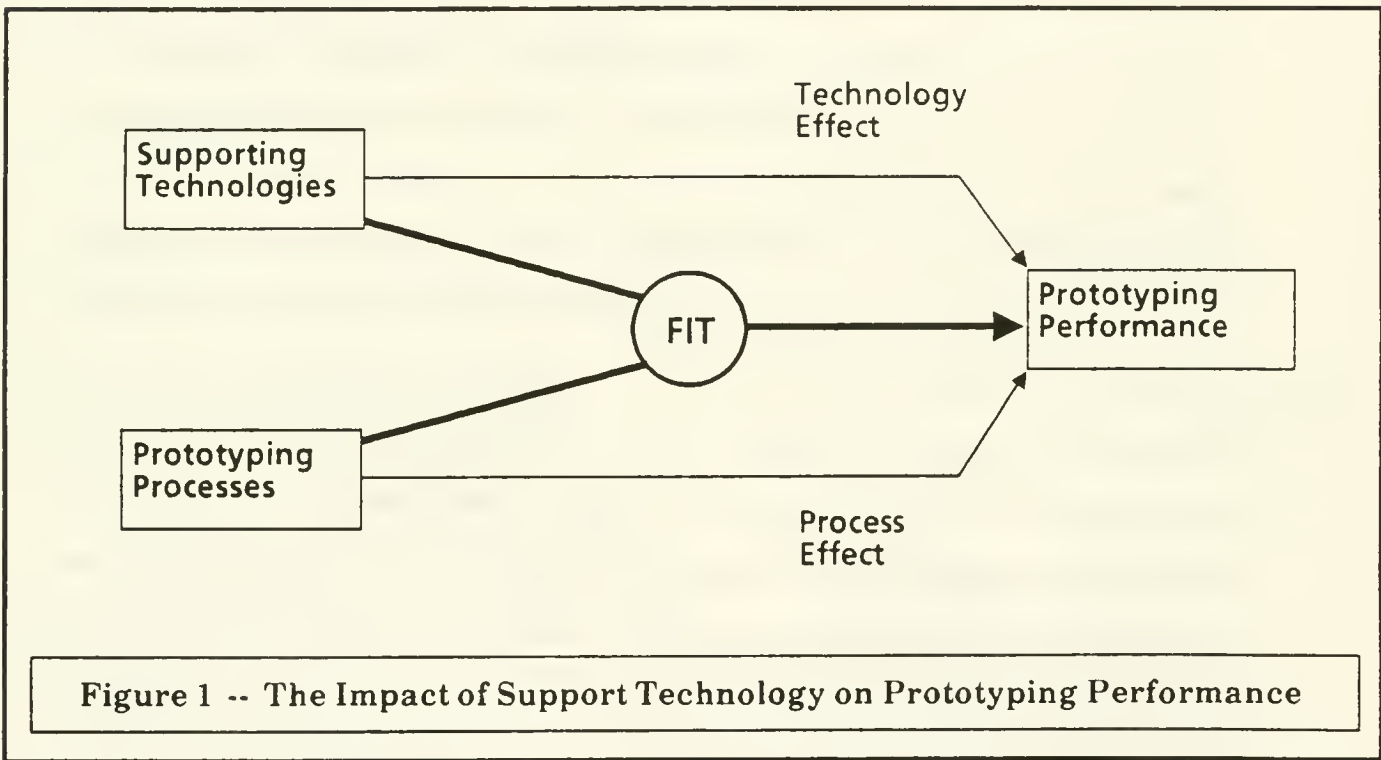 Technology
Effect
Supporting
Technologies
FIT
Prototyping
Performance
Prototyping
Processes
Process
Effect
Figure 1 -- The Impact of Support Technology on Prototyping Performance